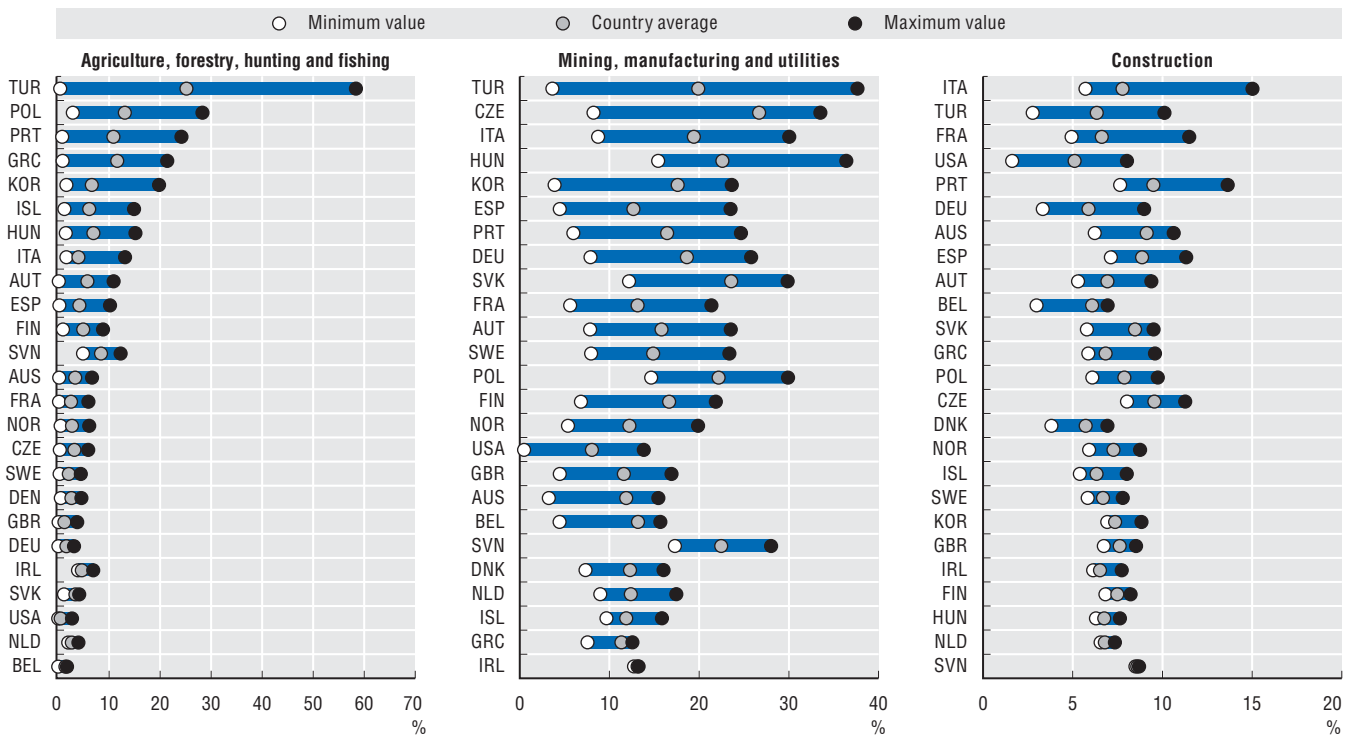 Minimum value Country average Maximum value
Agriculture, forestry, hunting and fishing
TUR
POL
PRT
GRC
KOR
ISL
HUN
ITA
AUT
ESP
FIN
SVN
AUS
FRA
NOR
CZE
SWE
DEN
GBR
DEU
IRL
SVK
USA
NLD
BEL
0 10 20 30 40 50 60 70
%
Mining, manufacturing and utilities
TUR
CZE
ITA
HUN
KOR
ESP
PRT
DEU
SVK
FRA
AUT
SWE
POL
FIN
NOR
USA
GBR
AUS
BEL
SVN
DNK
NLD
ISL
GRC
IRL
0 10 20 30 40
%
Construction
ITA
TUR
FRA
USA
PRT
DEU
AUS
ESP
AUT
BEL
SVK
GRC
POL
CZE
DNK
NOR
ISL
SWE
KOR
GBR
IRL
FIN
HUN
NLD
SVN
0 5 10 15 20
%